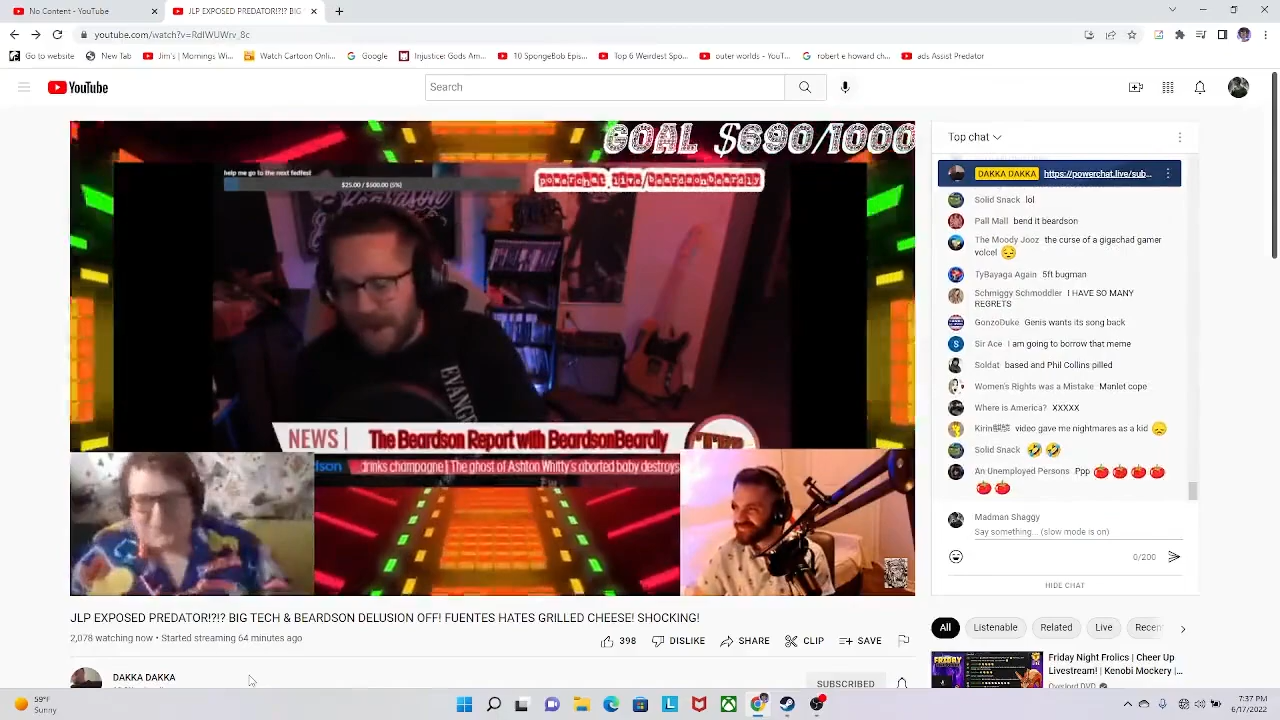 No Content - YouTube
JLP EXPOSED PREDATOR!?!? BIG
youtube.com/watch?v=RdIVUWrv_8c
Go to website
New Tab
Jim's | Mornings Wi...
Watch Cartoon Onli...
Google
Injustice: Gods Am...
10 SpongeBob Epis...
Top 6 Weirdest Spo...
outer worlds - YouT...
robert e howard ch...
ads Assist Predator
YouTube
Search
GOAL $690/1000
help me go to the next fedfest
$25.00 / $500.00 (5%)
powerchat.live/beardsonbeardly
EVANGE
NEWS | The Beardson Report with BeardsonBeardly
drinks champagne | The ghost of Ashton Whitty's aborted baby destroys
Top chat
DAKKA DAKKA
Solid Snack lol
Pall Mall bend it beardson
The Moody Jooz the curse of a gigachad gamer
volcel 😔
TyBayaga Again 5ft bugman
Schmiggy Schmoddler I HAVE SO MANY
REGRETS
GonzoDuke Genis wants its song back
Sir Ace I am going to borrow that meme
Soldat based and Phil Collins pilled
Women's Rights was a Mistake Manlet cope
Where is America? XXXXX
Kirin video gave me nightmares as a kid 😥
Solid Snack 🤣🤣
An Unemployed Persons Ppp 🍅🍅🍅🍅
🍅🍅
Madman Shaggy
Say something... (slow mode is on)
0/200
HIDE CHAT
JLP EXPOSED PREDATOR!?!? BIG TECH & BEARDSON DELUSION OFF! FUENTES HATES GRILLED CHEESE! SHOCKING!
2,078 watching now • Started streaming 64 minutes ago
398
DISLIKE
SHARE
CLIP
SAVE
DAKKA DAKKA
SUBSCRIBED
All
Listenable
Related
Live
Recen
Friday Night Frolics | Cheer Up
Livestream! | Kenobi...
59°F
Sunny
7:37 PM
6/17/2022